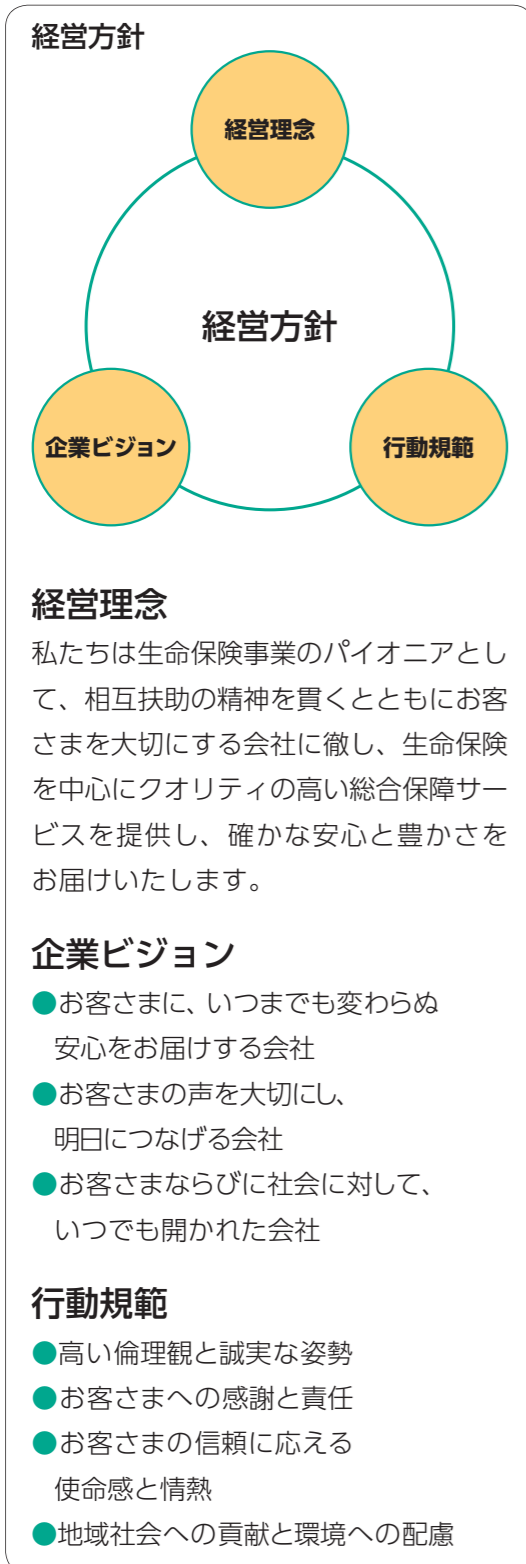 経営方針
経営理念
経営方針
企業ビジョン
行動規範
経営理念
私たちは生命保険事業のパイオニアとし
て、相互扶助の精神を貫くとともにお客
さまを大切にする会社に徹し、生命保険
を中心にクオリティの高い総合保障サー
ビスを提供し、確かな安心と豊かさを
お届けいたします。
企業ビジョン
●お客さまに、いつまでも変わらぬ
安心をお届けする会社
●お客さまの声を大切にし、
明日につなげる会社
●お客さまならびに社会に対して、
いつでも開かれた会社
行動規範
●高い倫理観と誠実な姿勢
●お客さまへの感謝と責任
●お客さまの信頼に応える
使命感と情熱
●地域社会への貢献と環境への配慮